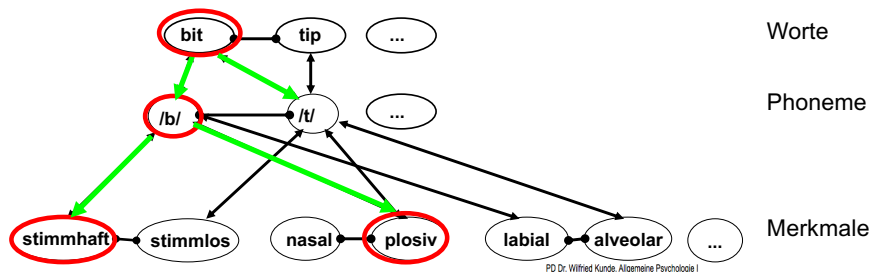 bit tip ... Worte
/b/ /t/ ... Phoneme
stimmhaft stimmlos nasal plosiv labial alveolar ... Merkmale
PD Dr. Wilfried Kunde, Allgemeine Psychologie I